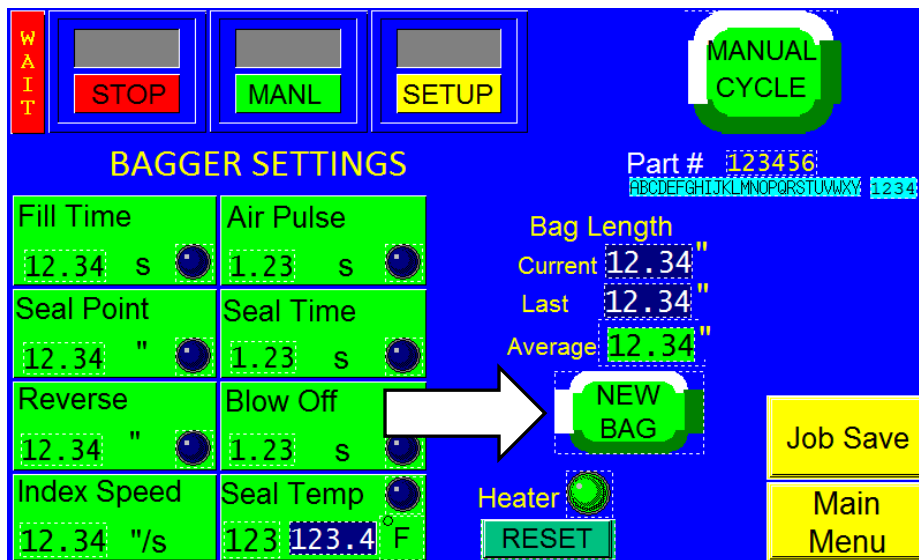 WAIT
STOP
MANL
SETUP
MANUAL
CYCLE
BAGGER SETTINGS
Part # 123456
ABCDEFGHIJKLMNOPQRSTUVWXY 1234
Fill Time
12.34 s
Air Pulse
1.23 s
Seal Point
12.34 "
Seal Time
1.23 s
Reverse
12.34 "
Blow Off
1.23 s
Index Speed
12.34 "/s
Seal Temp
123 123.4 °F
Bag Length
Current 12.34"
Last 12.34"
Average 12.34"
NEW
BAG
Heater
RESET
Job Save
Main
Menu